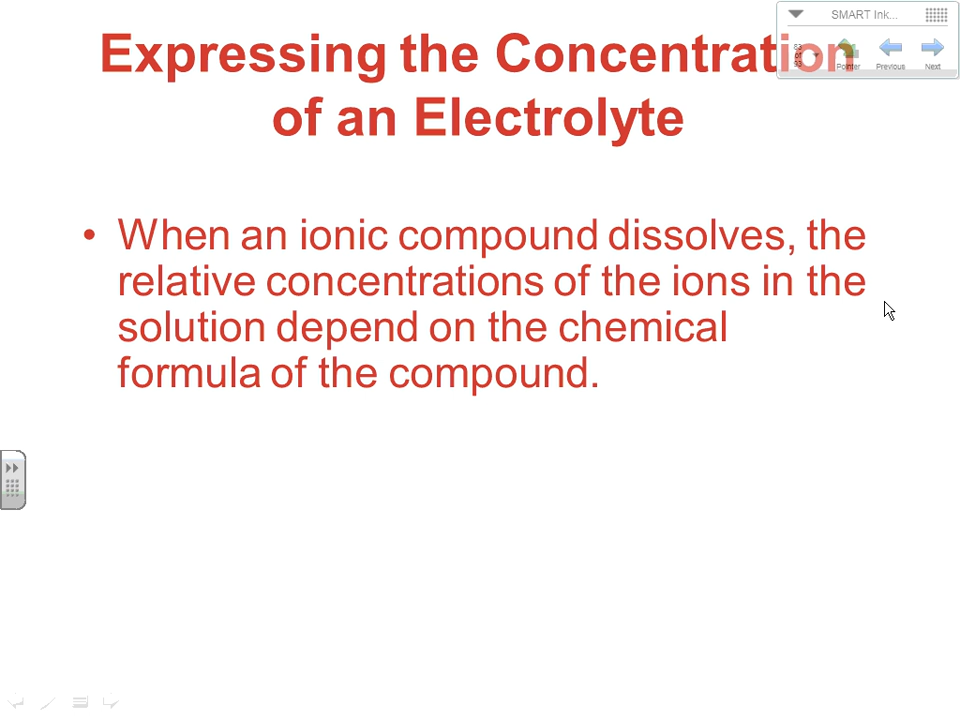 SMART Ink...
Expressing the Concentration
of an Electrolyte
Pointer
Previous
Next
• When an ionic compound dissolves, the
relative concentrations of the ions in the
solution depend on the chemical
formula of the compound.